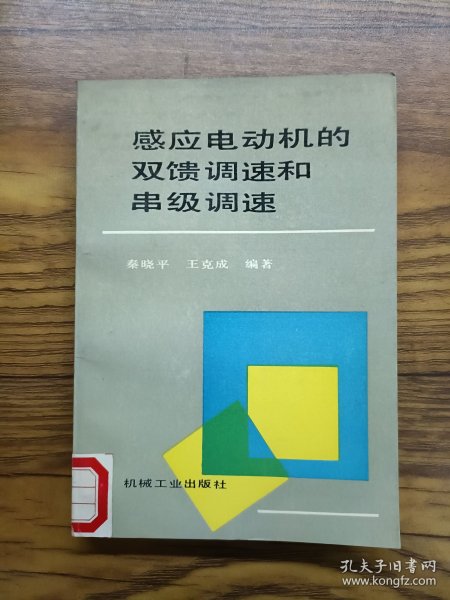 感应电动机的
双馈调速和
串级调速
秦晓平 王克成 编著
机械工业出版社
孔夫子旧书网
www.kongfz.com